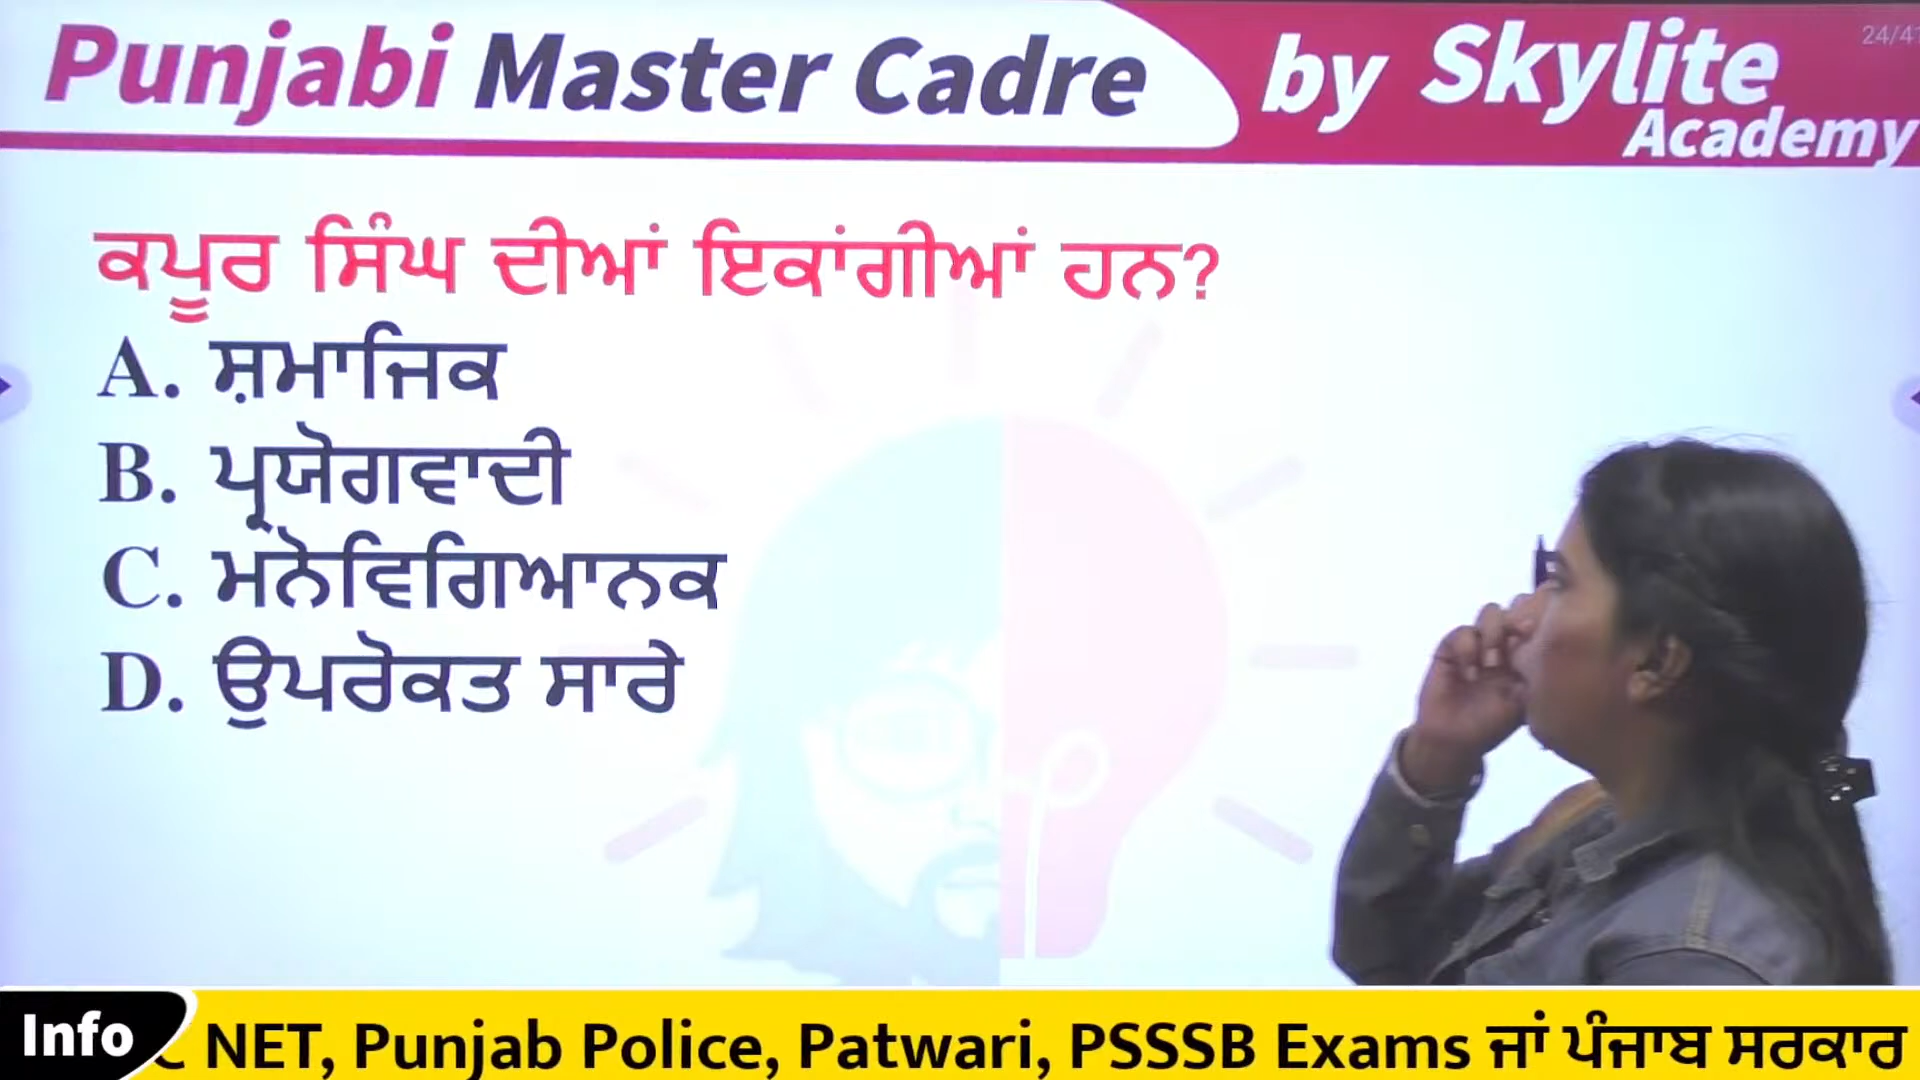 Punjabi Master Cadre by Skylite
Academy
24/41
ਕਪੂਰ ਸਿੰਘ ਦੀਆਂ ਇਕਾਂਗੀਆਂ ਹਨ?
A. ਸ਼ਮਾਜਿਕ
B. ਪ੍ਰਯੋਗਵਾਦੀ
C. ਮਨੋਵਿਗਿਆਨਕ
D. ਉਪਰੋਕਤ ਸਾਰੇ
Info
C NET, Punjab Police, Patwari, PSSSB Exams ਜਾਂ ਪੰਜਾਬ ਸਰਕਾਰ